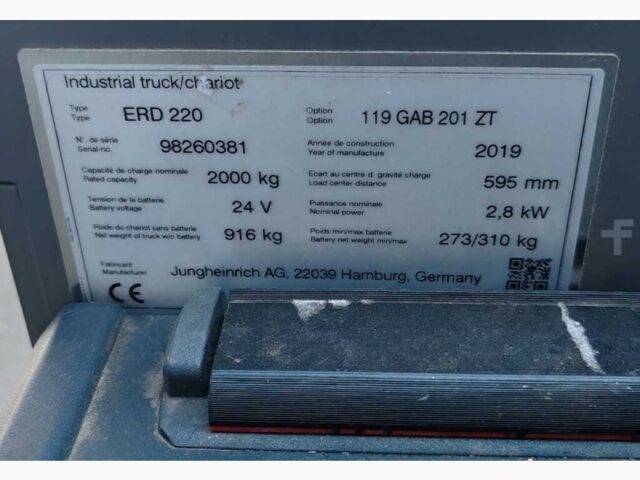 Industrial truck/chariot
Type
Type
ERD 220
Option
Option
119 GAB 201 ZT
N°. de série
Serial-no.
98260381
Année de construction
Year of manufacture
2019
Capacité de charge nominale
Rated capacity
2000 kg
Ecart au centre d. gravité charge
Load center distance
595 mm
Tension de la batterie
Battery voltage
24 V
Puissance nominale
Nominal power
2,8 kW
Poids du chariot sans batterie
Net weight of truck w/o battery
916 kg
Poids min/max batterie
Battery net weight min/max
273/310 kg
Fabricant
Manufacturer
Jungheinrich AG, 22039 Hamburg, Germany
CE
f